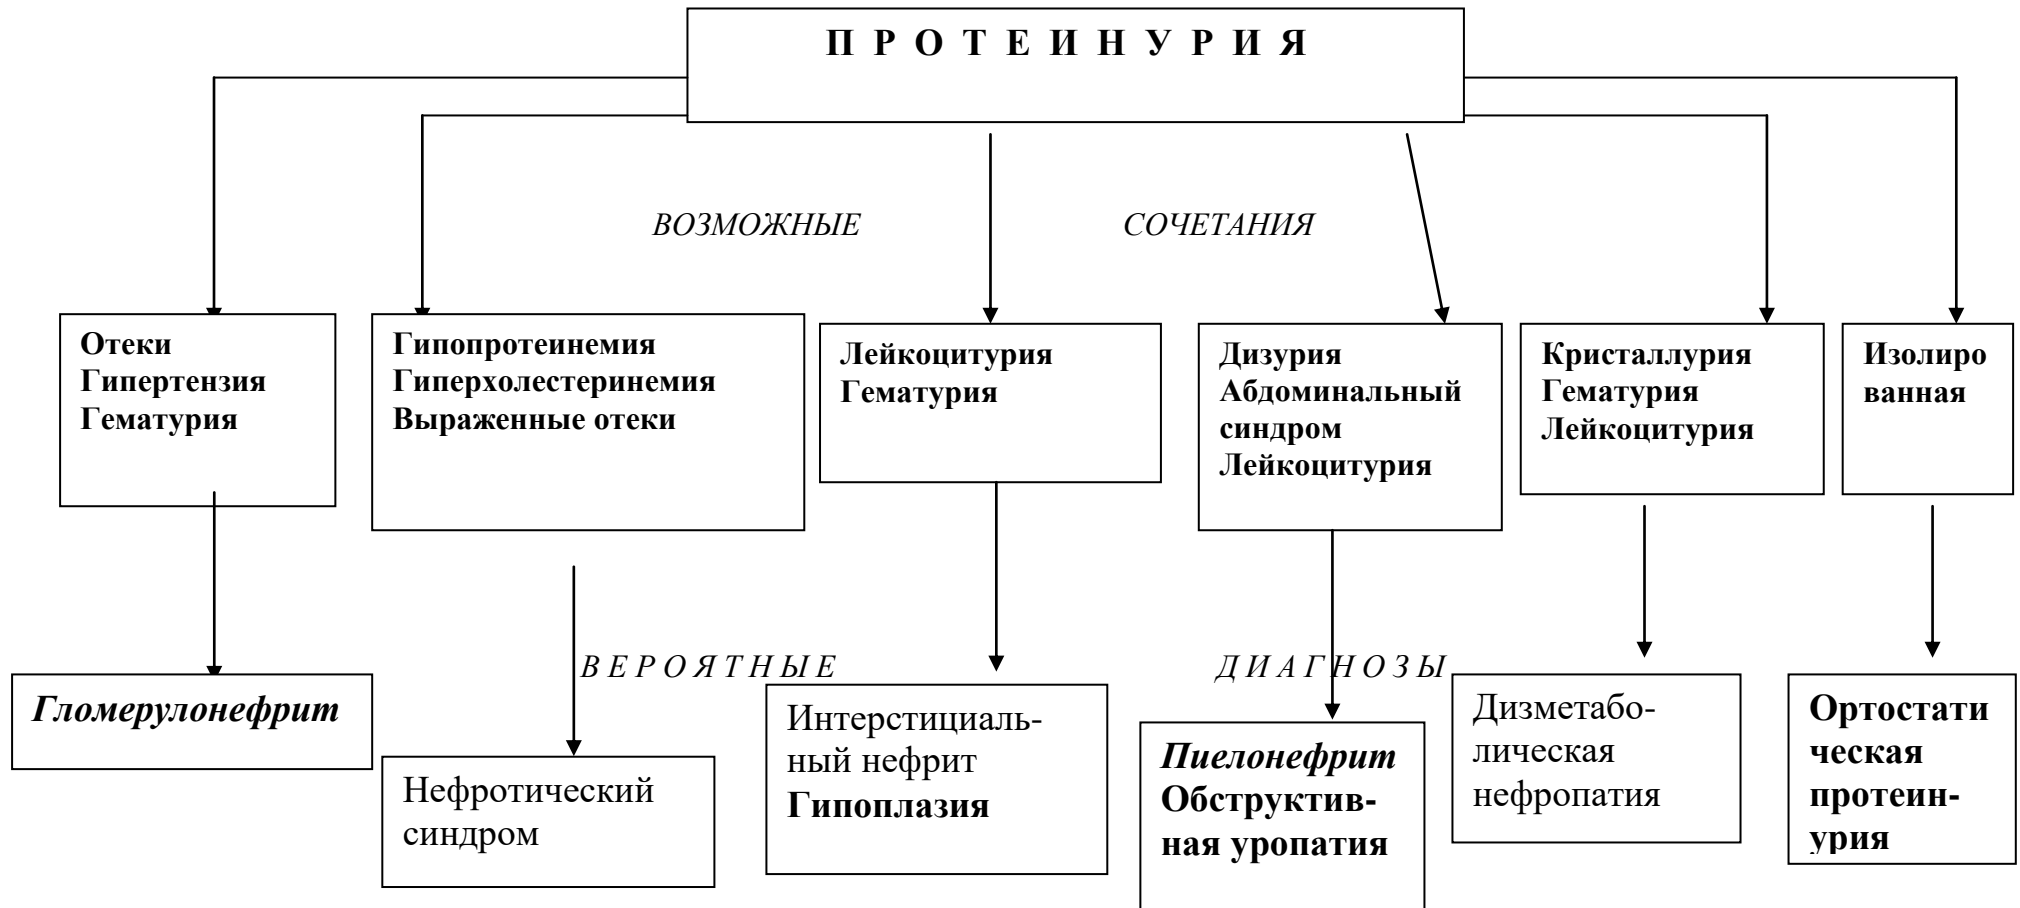 П Р О Т Е И Н У Р И Я
ВОЗМОЖНЫЕ СОЧЕТАНИЯ
Отеки
Гипертензия
Гематурия
Гипопротеинемия
Гиперхолестеринемия
Выраженные отеки
Лейкоцитурия
Гематурия
Дизурия
Абдоминальный
синдром
Лейкоцитурия
Кристаллурия
Гематурия
Лейкоцитурия
Изолиро
ванная
В Е Р О Я Т Н Ы Е Д И А Г Н О З Ы
Гломерулонефрит
Нефротический
синдром
Интерстициаль-
ный нефрит
Гипоплазия
Пиелонефрит
Обструктив-
ная уропатия
Дизметабо-
лическая
нефропатия
Ортостати
ческая
протеин-
урия